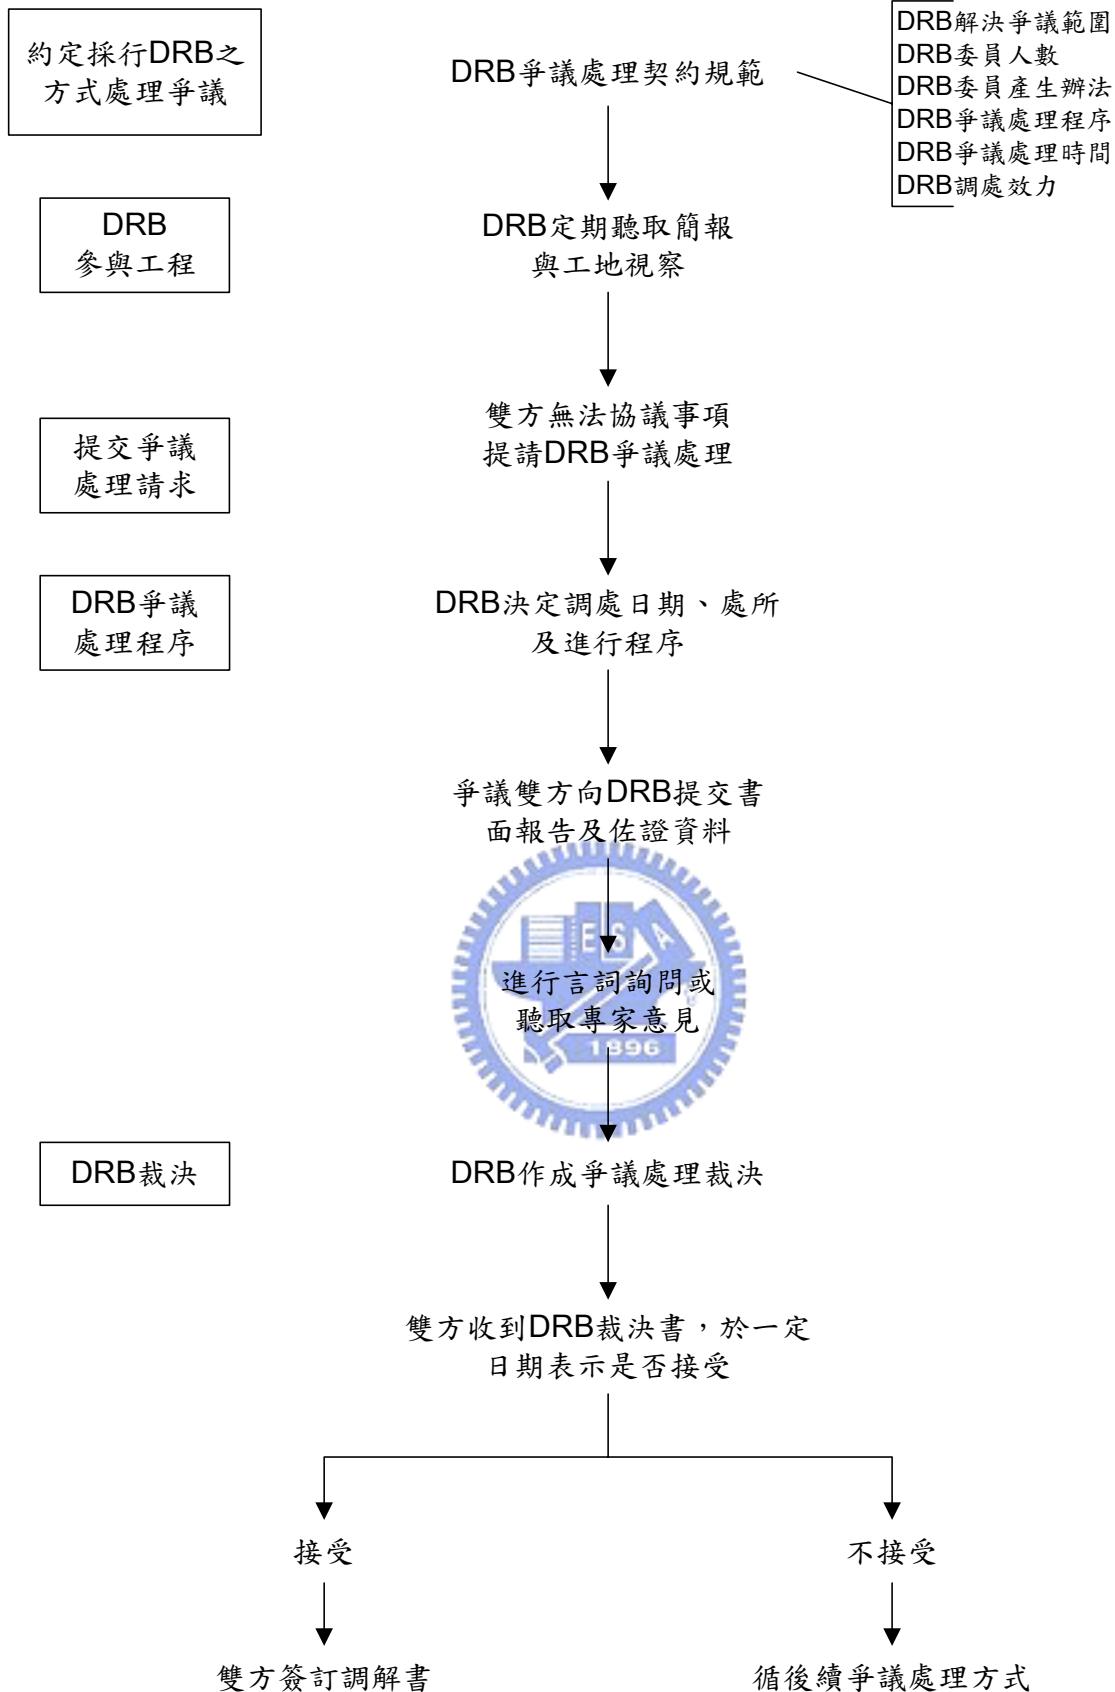 約定採行DRB之
方式處理爭議
DRB爭議處理契約規範
DRB解決爭議範圍
DRB委員人數
DRB委員產生辦法
DRB爭議處理程序
DRB爭議處理時間
DRB調處效力
DRB
參與工程
DRB定期聽取簡報
與工地視察
提交爭議
處理請求
雙方無法協議事項
提請DRB爭議處理
DRB爭議
處理程序
DRB決定調處日期、處所
及進行程序
爭議雙方向DRB提交書
面報告及佐證資料
E S A
進行言詞詢問或
聽取專家意見
1896
DRB裁決
DRB作成爭議處理裁決
雙方收到DRB裁決書，於一定
日期表示是否接受
接受
不接受
雙方簽訂調解書
循後續爭議處理方式